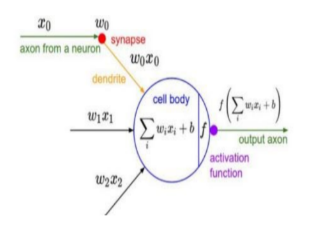 x₀ w₀
axon from a neuron
synapse
w₀x₀
dendrite
cell body
w₁x₁
∑ᵢ wᵢxᵢ + b
f
f(∑ᵢ wᵢxᵢ + b)
output axon
activation
function
w₂x₂